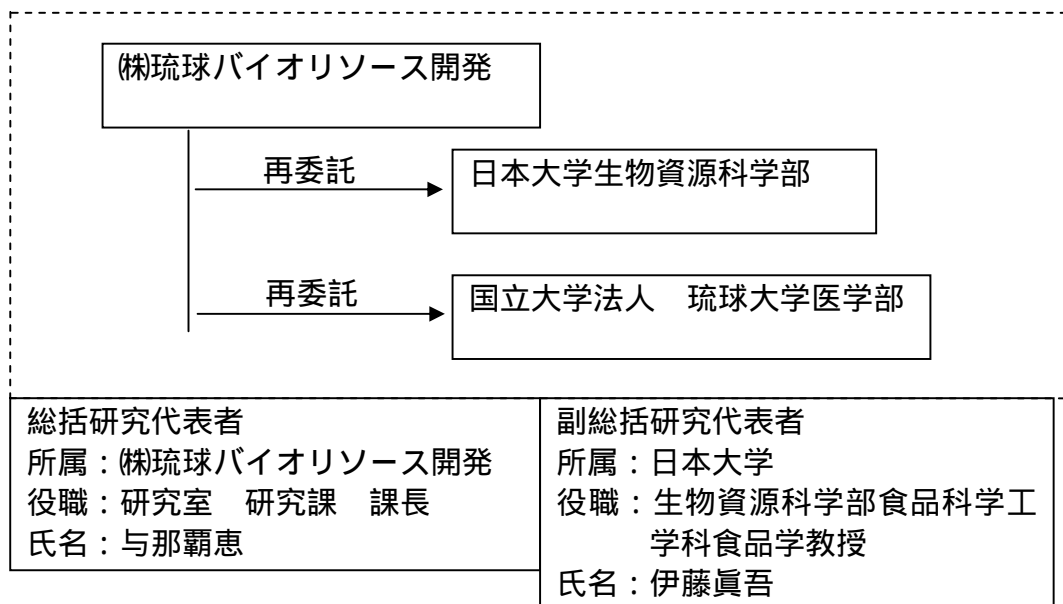 ㈱琉球バイオリソース開発
再委託
日本大学生物資源科学部
再委託
国立大学法人　琉球大学医学部
総括研究代表者
所属：㈱琉球バイオリソース開発
役職：研究室　研究課　課長
氏名：与那覇恵
副総括研究代表者
所属：日本大学
役職：生物資源科学部食品科学工
学科食品学教授
氏名：伊藤眞吾